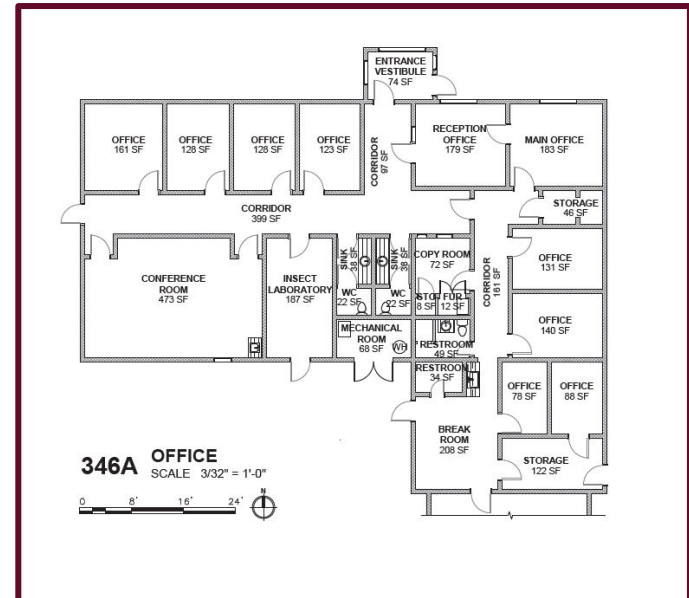 ENTRANCE
VESTIBULE
74 SF
OFFICE
161 SF
OFFICE
128 SF
OFFICE
128 SF
OFFICE
123 SF
CORRIDOR
97 SF
RECEPTION
OFFICE
179 SF
MAIN OFFICE
183 SF
CORRIDOR
399 SF
STORAGE
46 SF
CONFERENCE
ROOM
473 SF
INSECT
LABORATORY
187 SF
SINK
38 SF
SINK
38 SF
COPY ROOM
72 SF
CORRIDOR
161 SF
OFFICE
131 SF
WC
22 SF
WC
22 SF
STO
8 SF
FUR.
12 SF
OFFICE
140 SF
MECHANICAL
ROOM
68 SF
WH
RESTROOM
49 SF
RESTROOM
34 SF
OFFICE
78 SF
OFFICE
88 SF
BREAK
ROOM
208 SF
STORAGE
122 SF
346A OFFICE
SCALE 3/32" = 1'-0"
0 8' 16' 24'
N